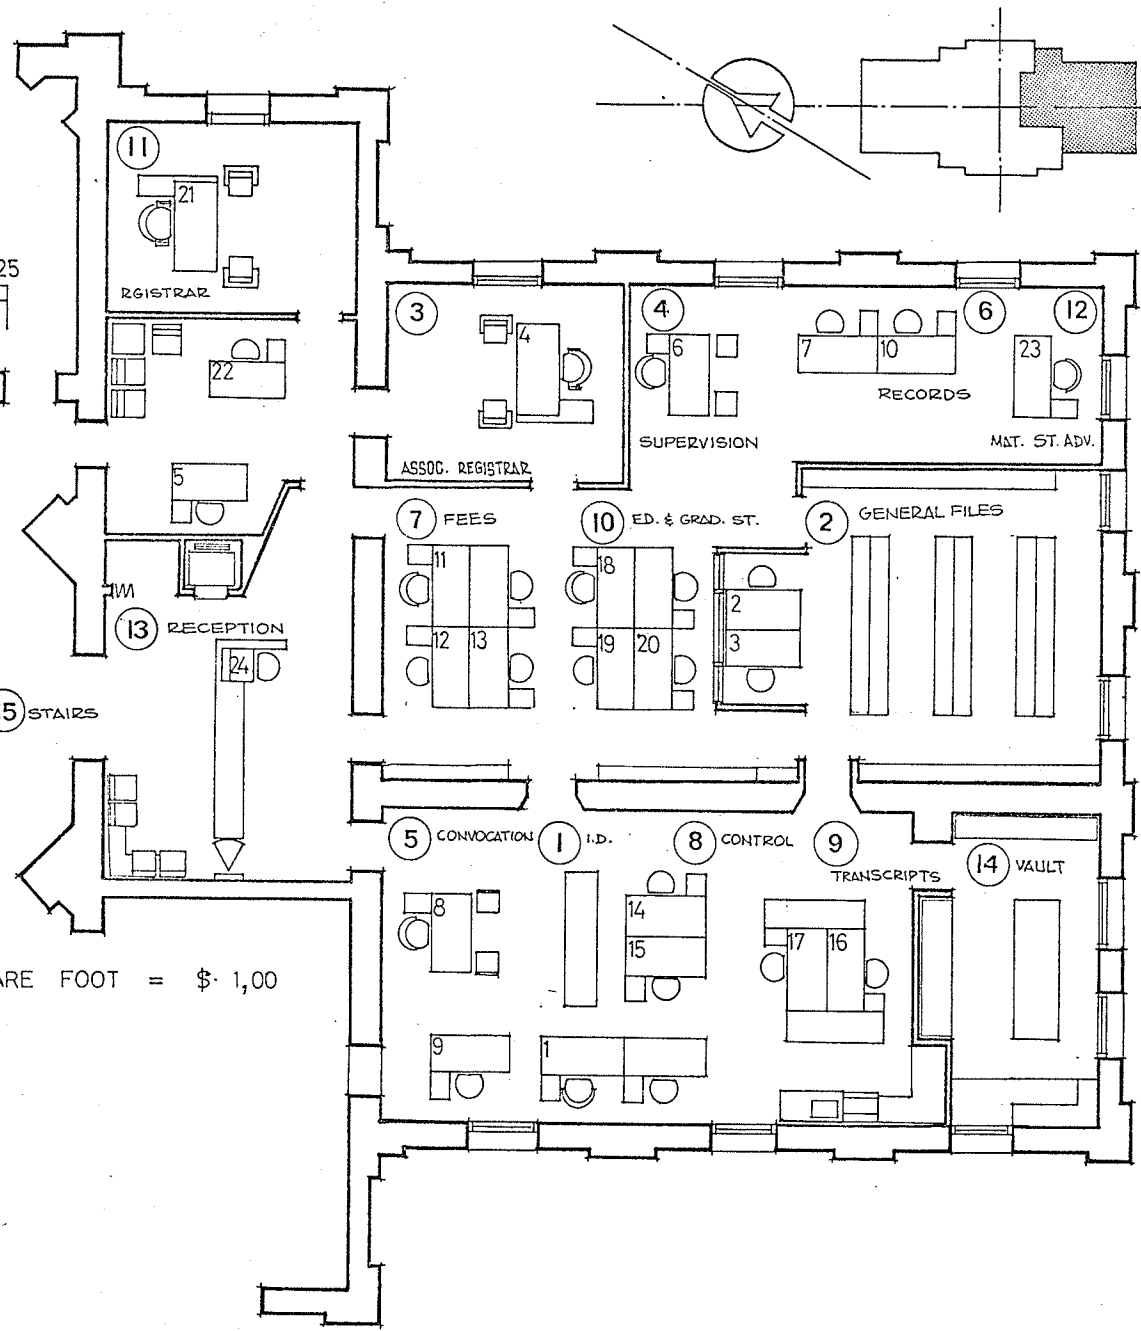 11
21
25
RGISTRAR
3
4
4
6
7
10
6
12
23
22
RECORDS
SUPERVISION
MAT. ST. ADV.
ASSOC. REGISTRAR
5
7 FEES
10 ED. & GRAD. ST.
2 GENERAL FILES
11
18
2
13 RECEPTION
12
13
19
20
3
24
5 STAIRS
5 CONVOCATION
1 I.D.
8 CONTROL
9
TRANSCRIPTS
14 VAULT
8
14
15
17
16
ARE FOOT = $. 1,00
9
1